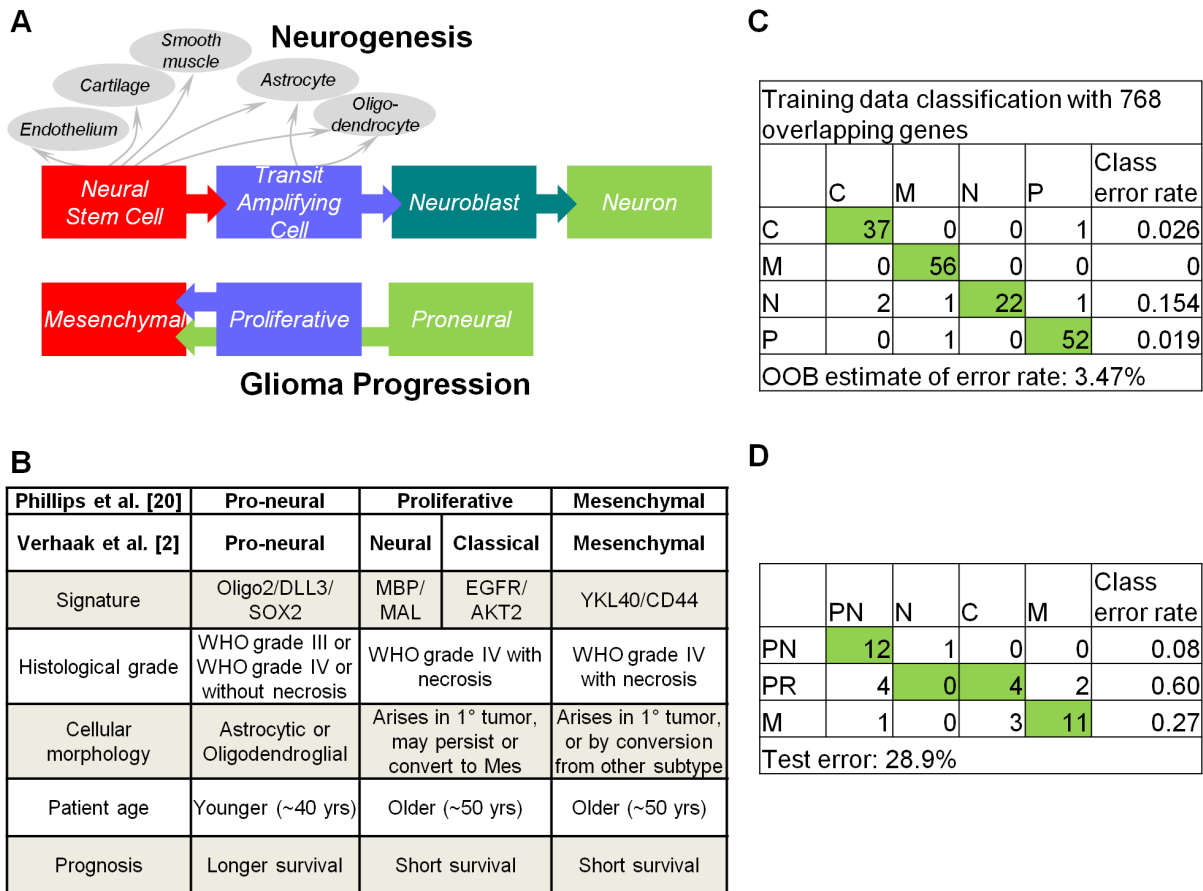 A
Neurogenesis
Smooth
muscle
Cartilage
Astrocyte
Endothelium
Oligo-
dendrocyte
Neural
Stem Cell
Transit
Amplifying
Cell
Neuroblast
Neuron
Mesenchymal
Proliferative
Proneural
Glioma Progression
B
Phillips et al. [20] Pro-neural Proliferative Mesenchymal
Verhaak et al. [2] Pro-neural Neural Classical Mesenchymal
Signature
Oligo2/DLL3/
SOX2
MBP/
MAL
EGFR/
AKT2
YKL40/CD44
Histological grade
WHO grade III or
WHO grade IV or
without necrosis
WHO grade IV with
necrosis
WHO grade IV
with necrosis
Cellular
morphology
Astrocytic or
Oligodendroglial
Arises in 1° tumor,
may persist or
convert to Mes
Arises in 1° tumor,
or by conversion
from other subtype
Patient age Younger (~40 yrs) Older (~50 yrs) Older (~50 yrs)
Prognosis Longer survival Short survival Short survival
C
Training data classification with 768
overlapping genes
C M N P Class
error rate
C 37 0 0 1 0.026
M 0 56 0 0 0
N 2 1 22 1 0.154
P 0 1 0 52 0.019
OOB estimate of error rate: 3.47%
D
PN N C M Class
error rate
PN 12 1 0 0 0.08
PR 4 0 4 2 0.60
M 1 0 3 11 0.27
Test error: 28.9%